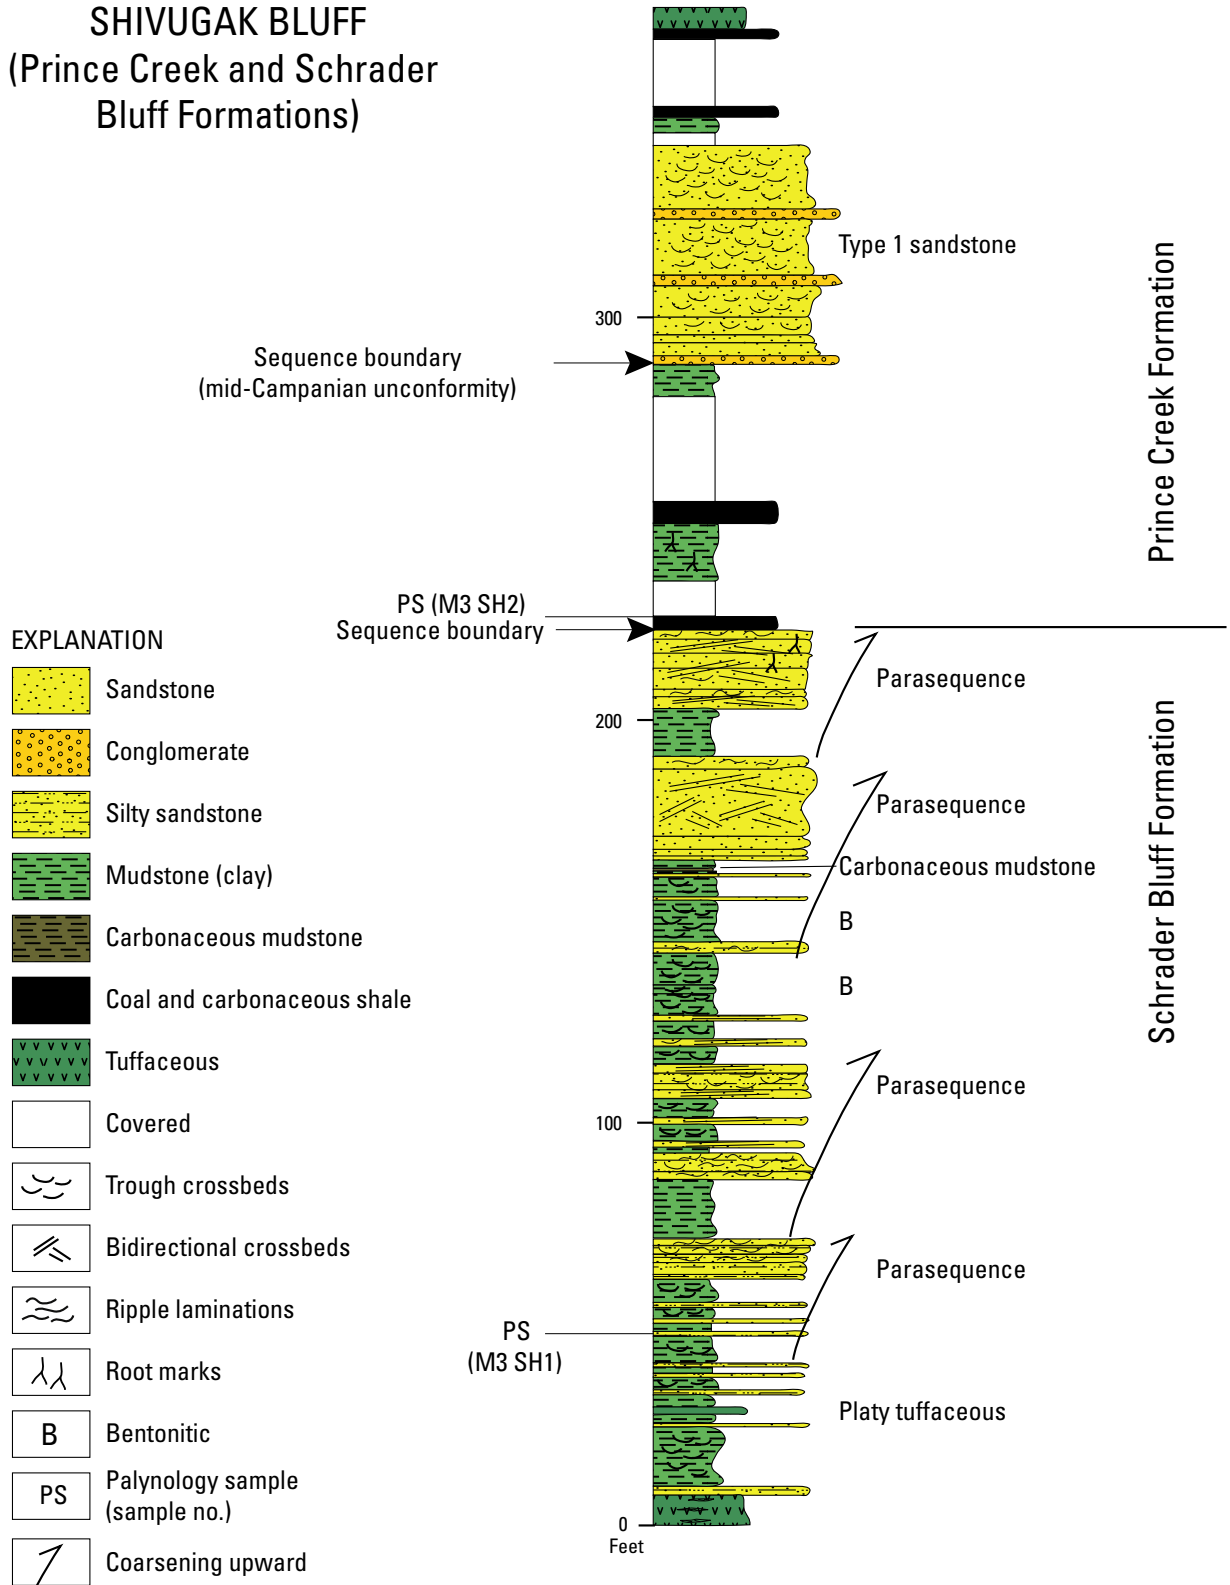 SHIVUGAK BLUFF
(Prince Creek and Schrader
Bluff Formations)
Type 1 sandstone
300
Sequence boundary
(mid-Campanian unconformity)
Prince Creek Formation
PS (M3 SH2)
Sequence boundary
Parasequence
200
Parasequence
Carbonaceous mudstone
B
B
Schrader Bluff Formation
Parasequence
100
Parasequence
PS
(M3 SH1)
Platy tuffaceous
0
Feet
EXPLANATION
Sandstone
Conglomerate
Silty sandstone
Mudstone (clay)
Carbonaceous mudstone
Coal and carbonaceous shale
Tuffaceous
Covered
Trough crossbeds
Bidirectional crossbeds
Ripple laminations
Root marks
B Bentonitic
PS Palynology sample
(sample no.)
Coarsening upward